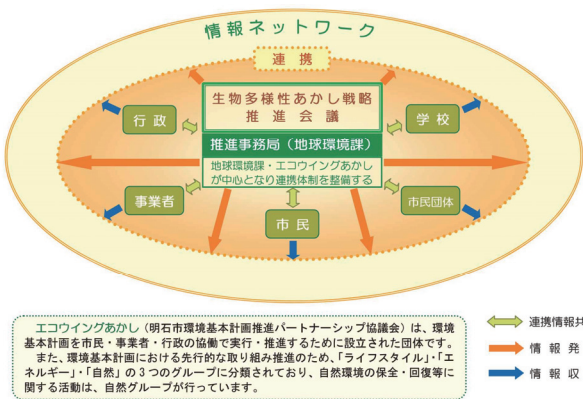 情報ネットワーク
連携
生物多様性あかし戦略
推進会議
行政
学校
推進事務局（地球環境課）
地球環境課・エコウイングあかし
が中心となり連携体制を整備する
事業者
市民団体
市民
エコウイングあかし（明石市環境基本計画推進パートナーシップ協議会）は、環境
基本計画を市民・事業者・行政の協働で実行・推進するために設立された団体です。
また、環境基本計画における先行的な取り組み推進のため、「ライフスタイル」・「エ
ネルギー」・「自然」の３つのグループに分類されており、自然環境の保全・回復等に
関する活動は、自然グループが行っています。
連携情報共
情報発
情報収